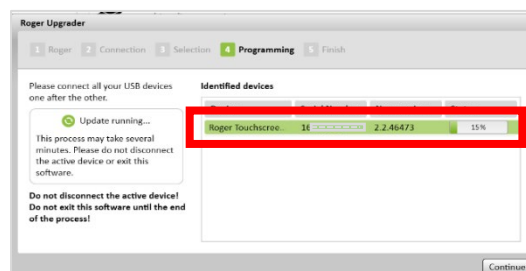 Roger Upgrader
1 Roger 2 Connection 3 Selection 4 Programming 5 Finish
Please connect all your USB devices
one after the other.
Identified devices
Update running...
This process may take several
minutes. Please do not disconnect
the active device or exit this
software.
Roger Touchscree.. 16 2.2.46473 15%
Do not disconnect the active device!
Do not exit this software until the end
of the process!
Continue